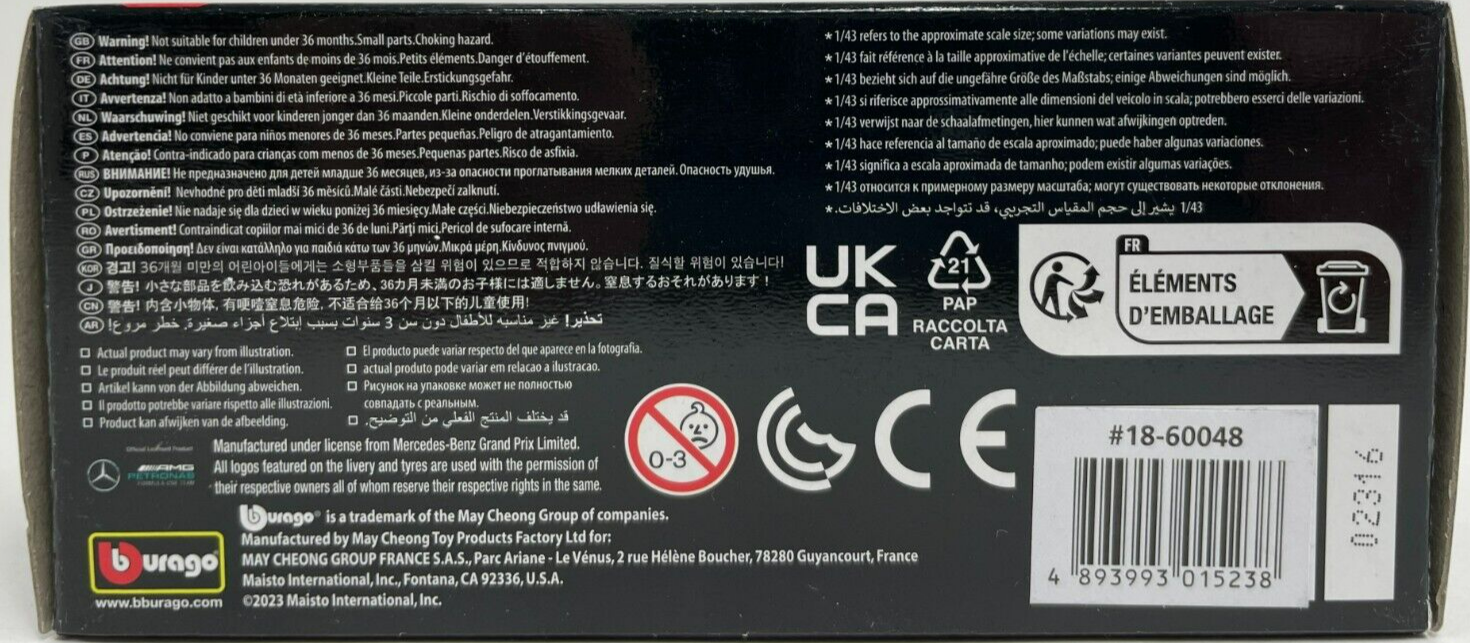 GB Warning! Not suitable for children under 36 months.Small parts.Choking hazard.
FR Attention! Ne convient pas aux enfants de moins de 36 mois.Petits éléments.Danger d'étouffement.
DE Achtung! Nicht für Kinder unter 36 Monaten geeignet.Kleine Teile.Erstickungsgefahr.
IT Avvertenza! Non adatto a bambini di età inferiore a 36 mesi.Piccole parti.Rischio di soffocamento.
NL Waarschuwing! Niet geschikt voor kinderen jonger dan 36 maanden.Kleine onderdelen.Verstikkingsgevaar.
ES Advertencia! No conviene para niños menores de 36 meses.Partes pequeñas.Peligro de atragantamiento.
P Atenção! Contra-indicado para crianças com menos de 36 meses.Pequenas partes.Risco de asfixia.
RUS ВНИМАНИЕ! Не предназначено для детей младше 36 месяцев, из-за опасности проглатывания мелких деталей. Опасность удушья.
CZ Upozornění! Nevhodné pro děti mladší 36 měsíců.Malé části.Nebezpečí zalknutí.
PL Ostrzeżenie! Nie nadaje się dla dzieci w wieku poniżej 36 miesięcy.Małe części.Niebezpieczeństwo udławienia się.
RO Avertisment! Contraindicat copiilor mai mici de 36 de luni.Părți mici.Pericol de sufocare internă.
GR Προειδοποίηση! Δεν είναι κατάλληλο για παιδιά κάτω των 36 μηνών.Μικρά μέρη.Κίνδυνος πνιγμού.
KOR 경고! 36개월 미만의 어린아이들에게는 소형부품들을 삼킬 위험이 있으므로 적합하지 않습니다. 질식할 위험이 있습니다!
J 警告! 小さな部品を飲み込む恐れがあるため、36カ月未満のお子様には適しません。窒息するおそれがあります!
CN 警告! 内含小物体, 有哽噎窒息危险, 不适合给36个月以下的儿童使用!
AR تحذير! غير مناسبه للأطفال دون سن 3 سنوات بسبب إبتلاع أجزاء صغيرة. خطر مروع!
* 1/43 refers to the approximate scale size; some variations may exist.
* 1/43 fait référence à la taille approximative de l'échelle; certaines variantes peuvent exister.
* 1/43 bezieht sich auf die ungefähre Größe des Maßstabs; einige Abweichungen sind möglich.
* 1/43 si riferisce approssimativamente alle dimensioni del veicolo in scala; potrebbero esserci delle variazioni.
* 1/43 verwijst naar de schaalafmetingen, hier kunnen wat afwijkingen optreden.
* 1/43 hace referencia al tamaño de escala aproximado; puede haber algunas variaciones.
* 1/43 significa a escala aproximada de tamanho; podem existir algumas variações.
* 1/43 относится к примерному размеру масштаба; могут существовать некоторые отклонения.
1/43 يشير إلى حجم المقياس التجريبي، قد تتواجد بعض الاختلافات.*
UK
CA
21
PAP
RACCOLTA
CARTA
FR
ÉLÉMENTS
D'EMBALLAGE
Actual product may vary from illustration.
Le produit réel peut différer de l'illustration.
Artikel kann von der Abbildung abweichen.
Il prodotto potrebbe variare rispetto alle illustrazioni.
Product kan afwijken van de afbeelding.
El producto puede variar respecto del que aparece en la fotografia.
actual produto pode variar em relacao a ilustracao.
Рисунок на упаковке может не полностью
совпадать с реальным.
قد يختلف المنتج الفعلي من التوضيح.
Official Licensed Product
AMG
PETRONAS
FORMULA ONE TEAM
Manufactured under license from Mercedes-Benz Grand Prix Limited.
All logos featured on the livery and tyres are used with the permission of
their respective owners all of whom reserve their respective rights in the same.
0-3
CE
bburago® is a trademark of the May Cheong Group of companies.
Manufactured by May Cheong Toy Products Factory Ltd for:
MAY CHEONG GROUP FRANCE S.A.S., Parc Ariane - Le Vénus, 2 rue Hélène Boucher, 78280 Guyancourt, France
Maisto International, Inc., Fontana, CA 92336, U.S.A.
©2023 Maisto International, Inc.
bburago
www.bburago.com
#18-60048
4 893993 015238
02316